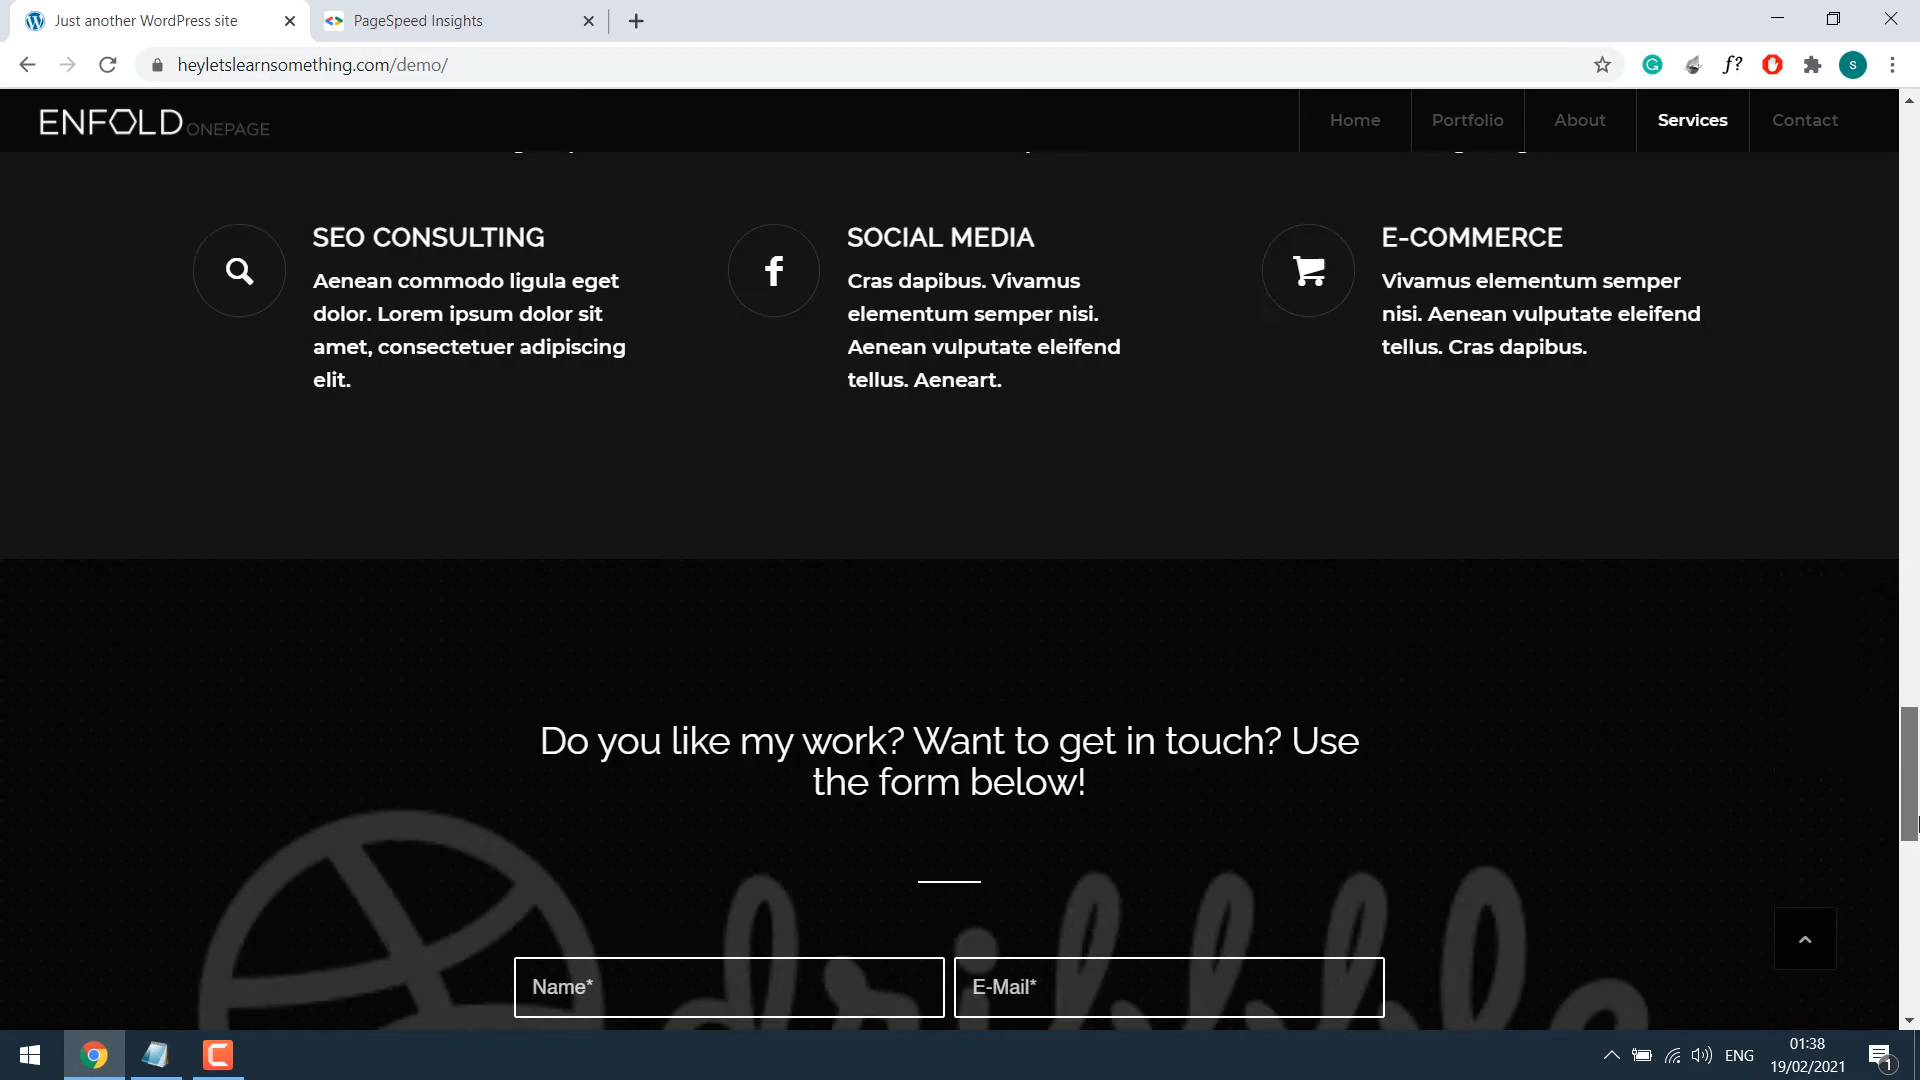 Just another WordPress site
PageSpeed Insights
heyletslearnsomething.com/demo/
f?
S
ENFOLD ONEPAGE
Home
Portfolio
About
Services
Contact
SEO CONSULTING
Aenean commodo ligula eget
dolor. Lorem ipsum dolor sit
amet, consectetuer adipiscing
elit.
SOCIAL MEDIA
Cras dapibus. Vivamus
elementum semper nisi.
Aenean vulputate eleifend
tellus. Aeneart.
E-COMMERCE
Vivamus elementum semper
nisi. Aenean vulputate eleifend
tellus. Cras dapibus.
Do you like my work? Want to get in touch? Use
the form below!
dribbble
Name*
E-Mail*
ENG
01:38
19/02/2021
1